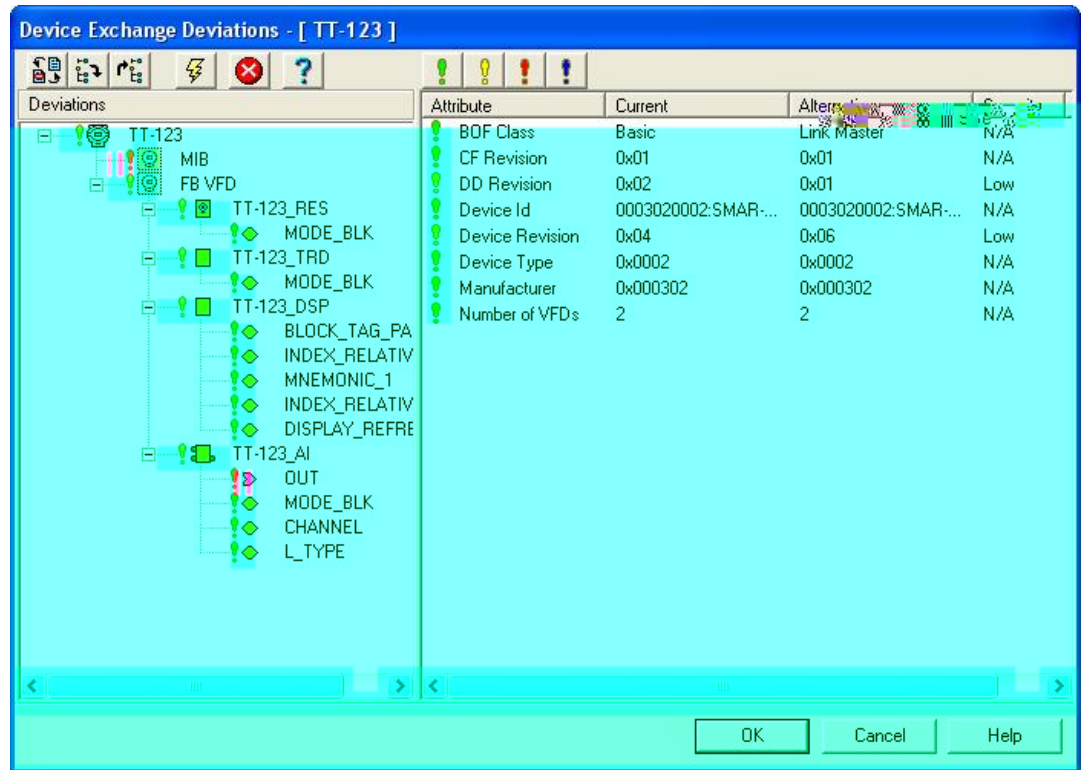 Device Exchange Deviations - [ TT-123 ]
?
Deviations
TT-123
MIB
FB VFD
TT-123_RES
MODE_BLK
TT-123_TRD
MODE_BLK
TT-123_DSP
BLOCK_TAG_PA
INDEX_RELATIV
MNEMONIC_1
INDEX_RELATIV
DISPLAY_REFRE
TT-123_AI
OUT
MODE_BLK
CHANNEL
L_TYPE
Attribute Current
BOF Class Basic Link Master N/A
CF Revision 0x01 0x01 N/A
DD Revision 0x02 0x01 Low
Device Id 0003020002:SMAR-... 0003020002:SMAR-... N/A
Device Revision 0x04 0x06 Low
Device Type 0x0002 0x0002 N/A
Manufacturer 0x000302 0x000302 N/A
Number of VFDs 2 2 N/A
OK Cancel Help